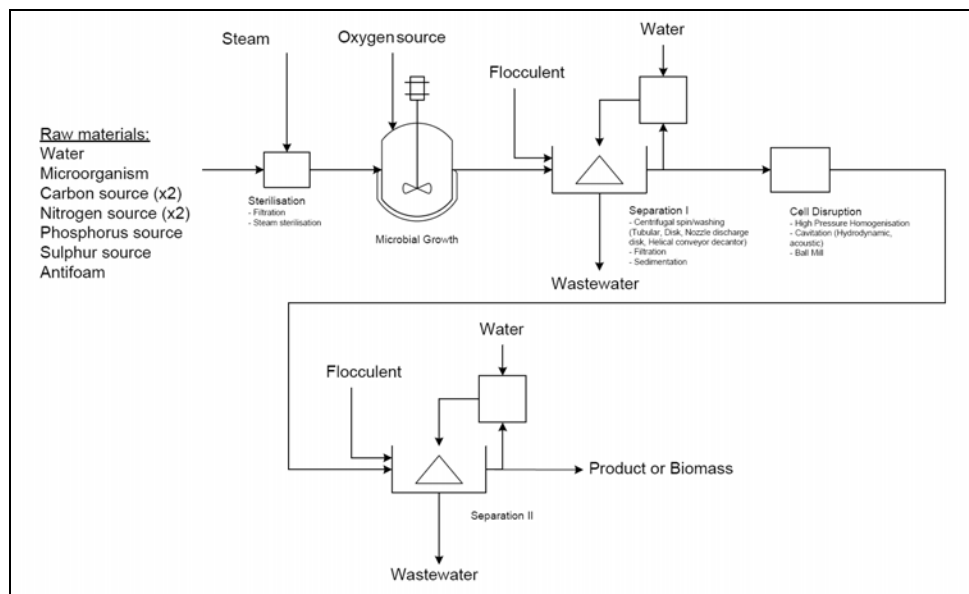 Steam
Oxygen source
Water
Flocculent
Raw materials:
Water
Microorganism
Carbon source (x2)
Nitrogen source (x2)
Phosphorus source
Sulphur source
Antifoam
Sterilisation
- Filtration
- Steam sterilisation
Microbial Growth
Separation I
- Centrifugal spin/washing
(Tubular, Disk, Nozzle discharge
disk, Helical conveyor decantor)
- Filtration
- Sedimentation
Cell Disruption
- High Pressure Homogenisation
- Cavitation (Hydrodynamic,
acoustic)
- Ball Mill
Wastewater
Water
Flocculent
Product or Biomass
Separation II
Wastewater